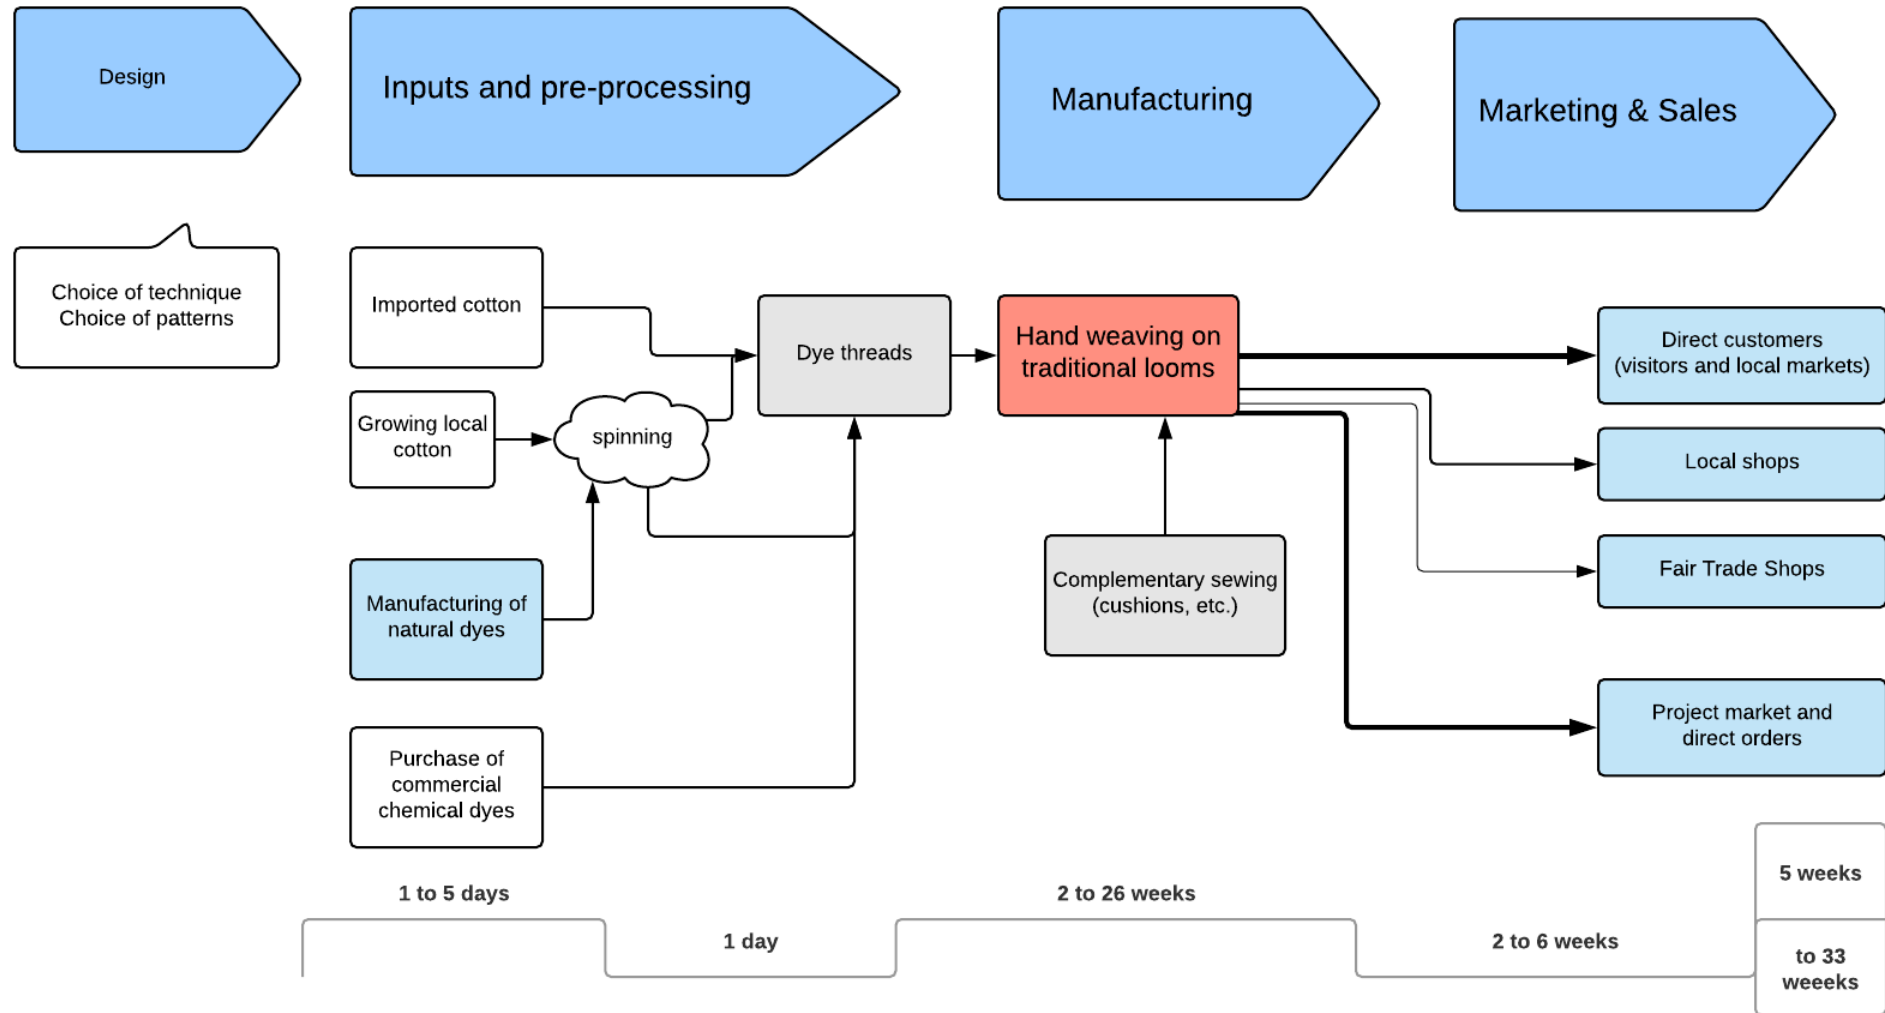 Design
Inputs and pre-processing
Manufacturing
Marketing & Sales
Choice of technique
Choice of patterns
Imported cotton
Growing local
cotton
spinning
Manufacturing of
natural dyes
Purchase of
commercial
chemical dyes
Dye threads
Hand weaving on
traditional looms
Complementary sewing
(cushions, etc.)
Direct customers
(visitors and local markets)
Local shops
Fair Trade Shops
Project market and
direct orders
1 to 5 days
1 day
2 to 26 weeks
2 to 6 weeks
5 weeks
to 33
weeeks